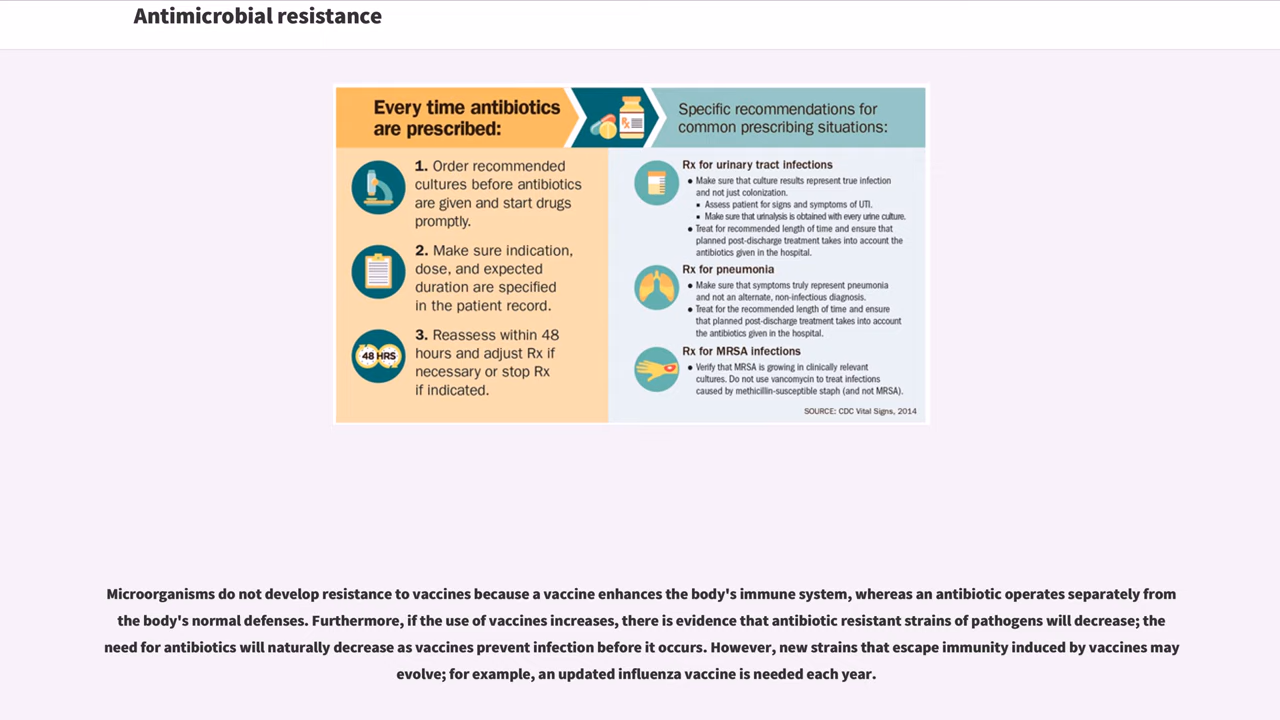 Antimicrobial resistance
Every time antibiotics
are prescribed:
1. Order recommended
cultures before antibiotics
are given and start drugs
promptly.
2. Make sure indication,
dose, and expected
duration are specified
in the patient record.
48 HRS
3. Reassess within 48
hours and adjust Rx if
necessary or stop Rx
if indicated.
Rx
Specific recommendations for
common prescribing situations:
Rx for urinary tract infections
• Make sure that culture results represent true infection
and not just colonization.
▪ Assess patient for signs and symptoms of UTI.
▪ Make sure that urinalysis is obtained with every urine culture.
• Treat for recommended length of time and ensure that
planned post-discharge treatment takes into account the
antibiotics given in the hospital.
Rx for pneumonia
• Make sure that symptoms truly represent pneumonia
and not an alternate, non-infectious diagnosis.
• Treat for the recommended length of time and ensure
that planned post-discharge treatment takes into account
the antibiotics given in the hospital.
Rx for MRSA infections
• Verify that MRSA is growing in clinically relevant
cultures. Do not use vancomycin to treat infections
caused by methicillin-susceptible staph (and not MRSA).
SOURCE: CDC Vital Signs, 2014
Microorganisms do not develop resistance to vaccines because a vaccine enhances the body's immune system, whereas an antibiotic operates separately from
the body's normal defenses. Furthermore, if the use of vaccines increases, there is evidence that antibiotic resistant strains of pathogens will decrease; the
need for antibiotics will naturally decrease as vaccines prevent infection before it occurs. However, new strains that escape immunity induced by vaccines may
evolve; for example, an updated influenza vaccine is needed each year.